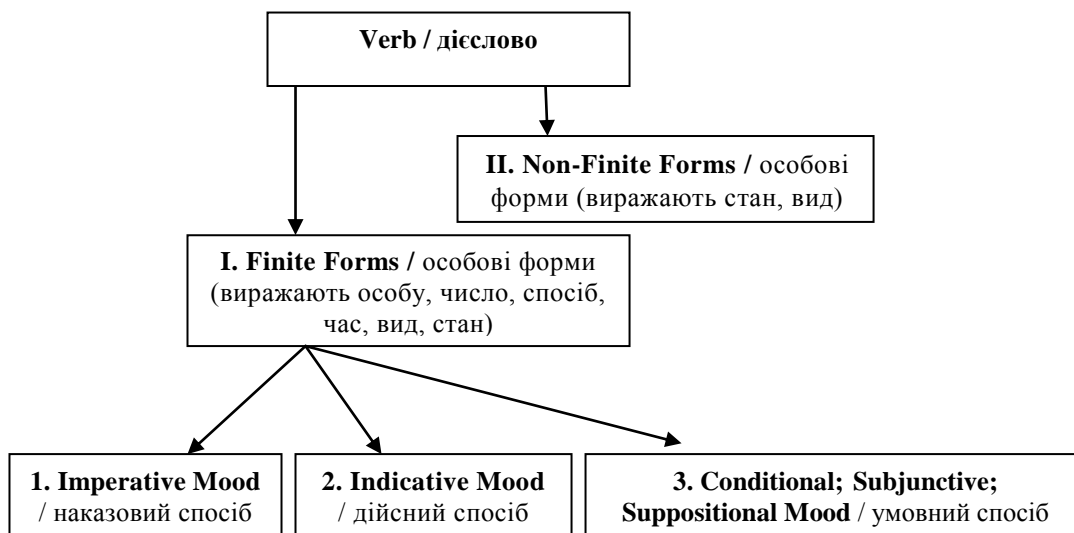 Verb / дієслово
II. Non-Finite Forms / особові
форми (виражають стан, вид)
I. Finite Forms / особові форми
(виражають особу, число, спосіб,
час, вид, стан)
1. Imperative Mood
/ наказовий спосіб
2. Indicative Mood
/ дійсний спосіб
3. Conditional; Subjunctive;
Suppositional Mood / умовний спосіб